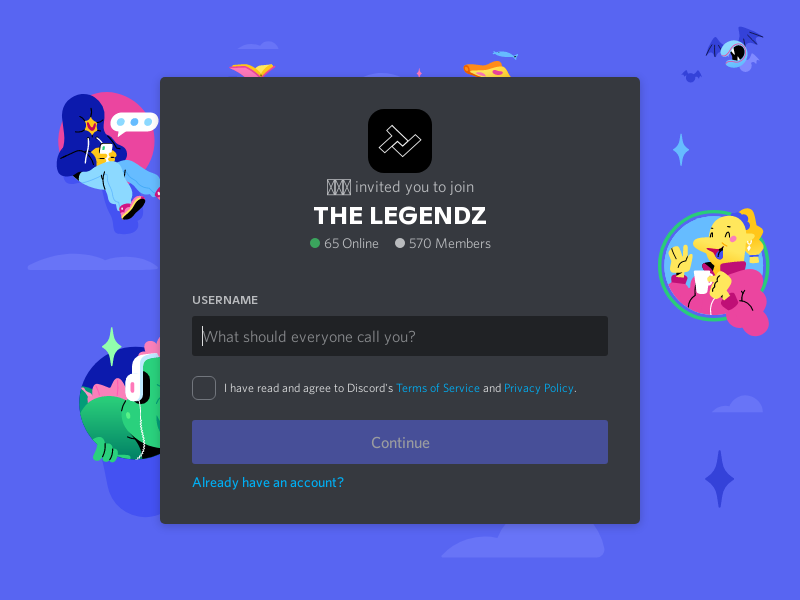 invited you to join
THE LEGENDZ
65 Online 570 Members
USERNAME
What should everyone call you?
I have read and agree to Discord's Terms of Service and Privacy Policy.
Continue
Already have an account?